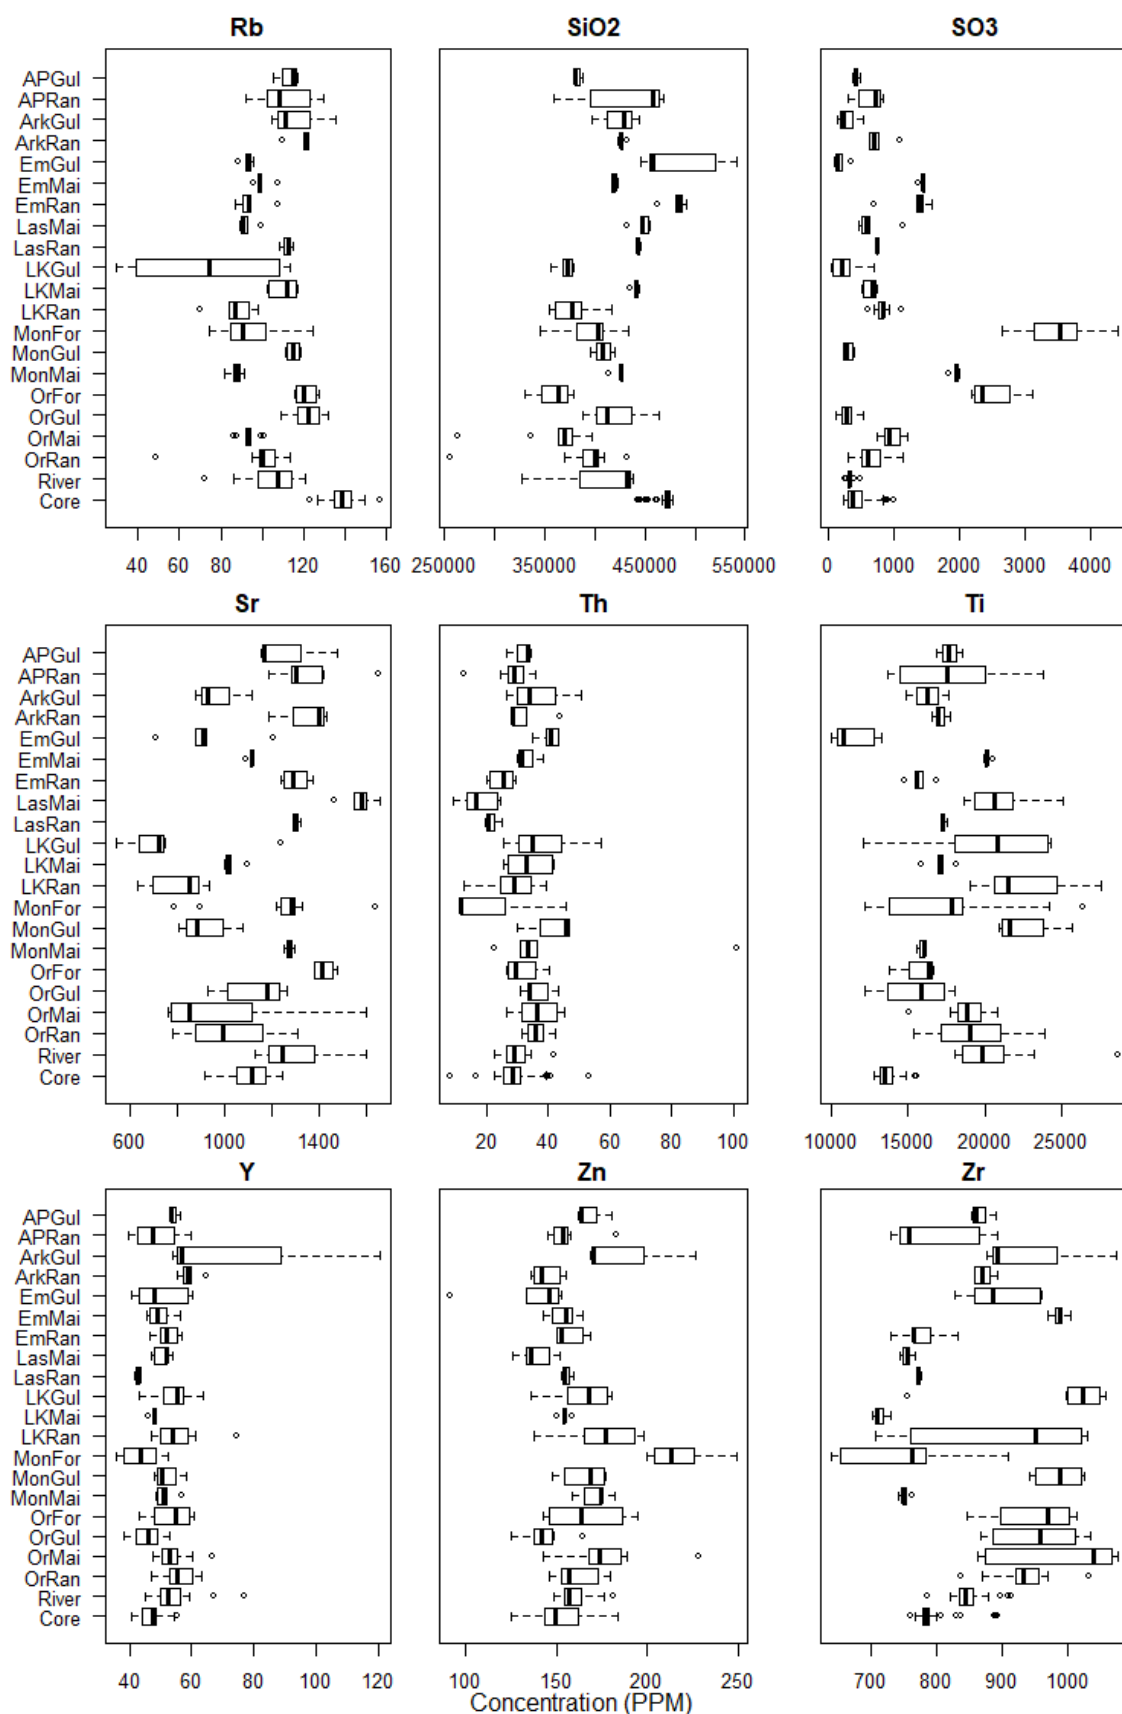 Rb SiO2 SO3
APGul
APRan
ArkGul
ArkRan
EmGul
EmMai
EmRan
LasMai
LasRan
LKGul
LKMai
LKRan
MonFor
MonGul
MonMai
OrFor
OrGul
OrMai
OrRan
River
Core
40 60 80 120 160 250000 350000 450000 550000 0 1000 2000 3000 4000
Sr Th Ti
APGul
APRan
ArkGul
ArkRan
EmGul
EmMai
EmRan
LasMai
LasRan
LKGul
LKMai
LKRan
MonFor
MonGul
MonMai
OrFor
OrGul
OrMai
OrRan
River
Core
600 1000 1400 20 40 60 80 100 10000 15000 20000 25000
Y Zn Zr
APGul
APRan
ArkGul
ArkRan
EmGul
EmMai
EmRan
LasMai
LasRan
LKGul
LKMai
LKRan
MonFor
MonGul
MonMai
OrFor
OrGul
OrMai
OrRan
River
Core
40 60 80 100 120 100 150 200 250 700 800 900 1000
Concentration (PPM)